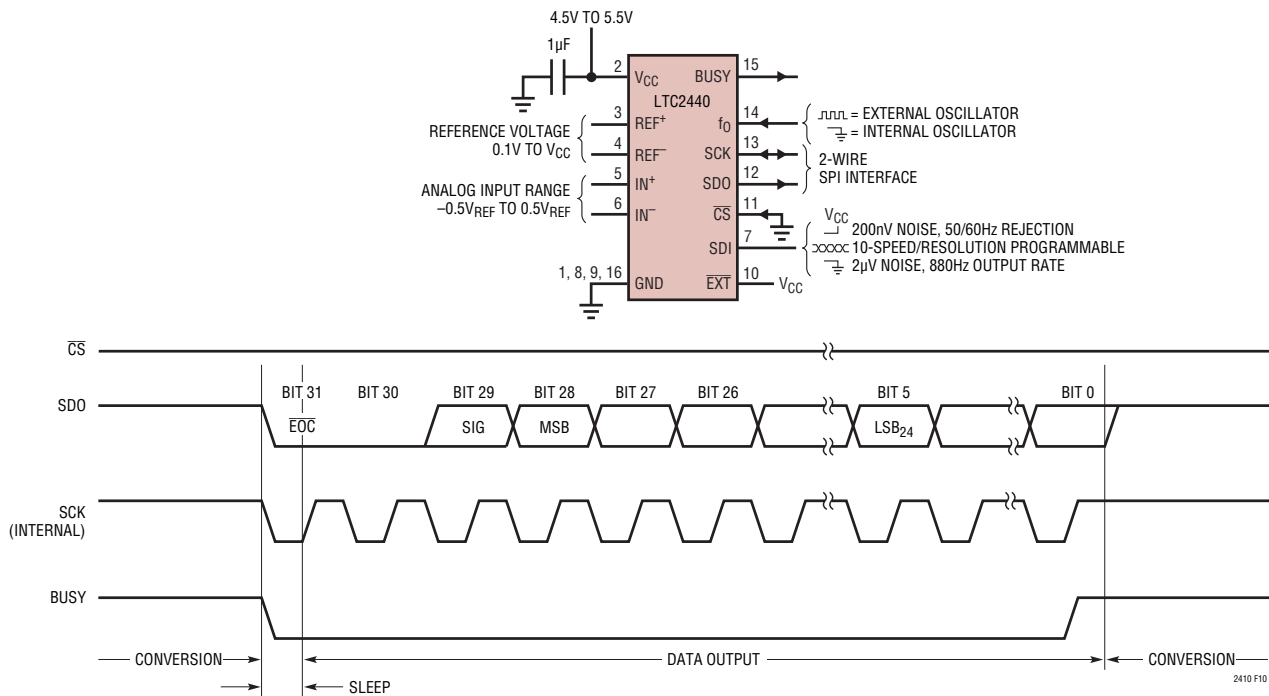 4.5V TO 5.5V
1µF
2
VCC
BUSY
15
LTC2440
REFERENCE VOLTAGE
0.1V TO VCC
3
REF+
4
REF–
fO
14
= EXTERNAL OSCILLATOR
= INTERNAL OSCILLATOR
SCK
13
SDO
12
2-WIRE
SPI INTERFACE
ANALOG INPUT RANGE
–0.5VREF TO 0.5VREF
5
IN+
6
IN–
CS
11
SDI
7
VCC
200nV NOISE, 50/60Hz REJECTION
10-SPEED/RESOLUTION PROGRAMMABLE
2µV NOISE, 880Hz OUTPUT RATE
1, 8, 9, 16
GND
EXT
10
VCC
CS
SDO
BIT 31
BIT 30
BIT 29
BIT 28
BIT 27
BIT 26
BIT 5
BIT 0
EOC
SIG
MSB
LSB24
SCK
(INTERNAL)
BUSY
CONVERSION
DATA OUTPUT
CONVERSION
SLEEP
2410 F10